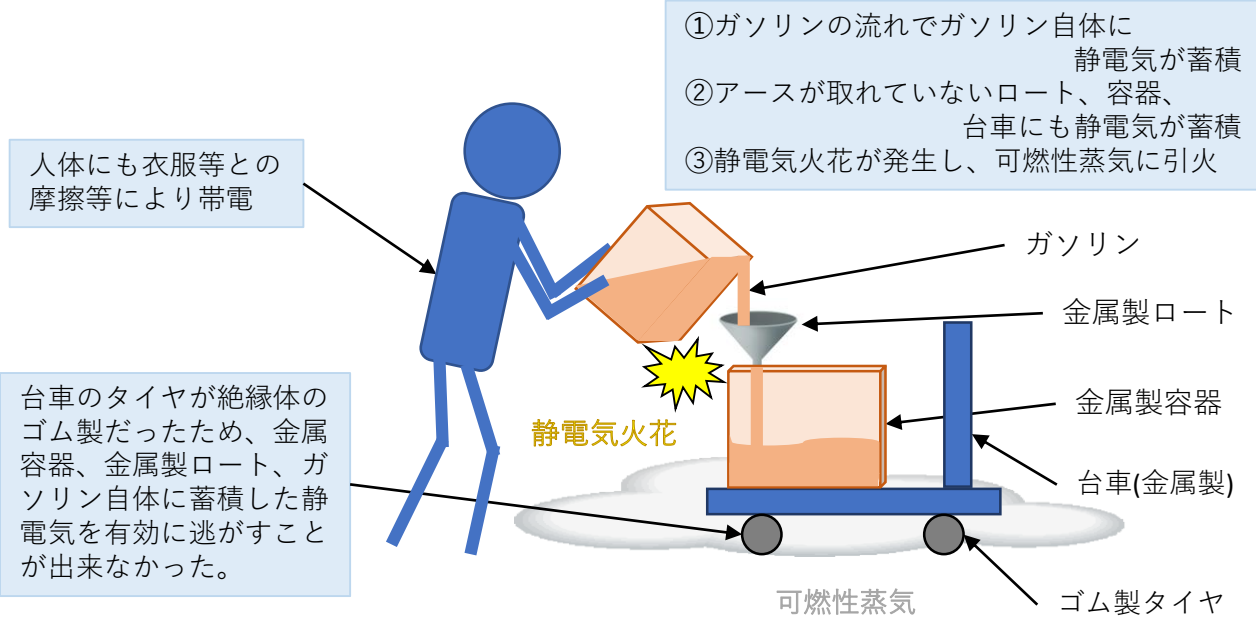 ①ガソリンの流れでガソリン自体に
静電気が蓄積
②アースが取れていないロート、容器、
台車にも静電気が蓄積
③静電気火花が発生し、可燃性蒸気に引火
人体にも衣服等との
摩擦等により帯電
ガソリン
金属製ロート
金属製容器
台車(金属製)
ゴム製タイヤ
静電気火花
台車のタイヤが絶縁体の
ゴム製だったため、金属
容器、金属製ロート、ガ
ソリン自体に蓄積した静
電気を有効に逃がすこと
が出来なかった。
可燃性蒸気